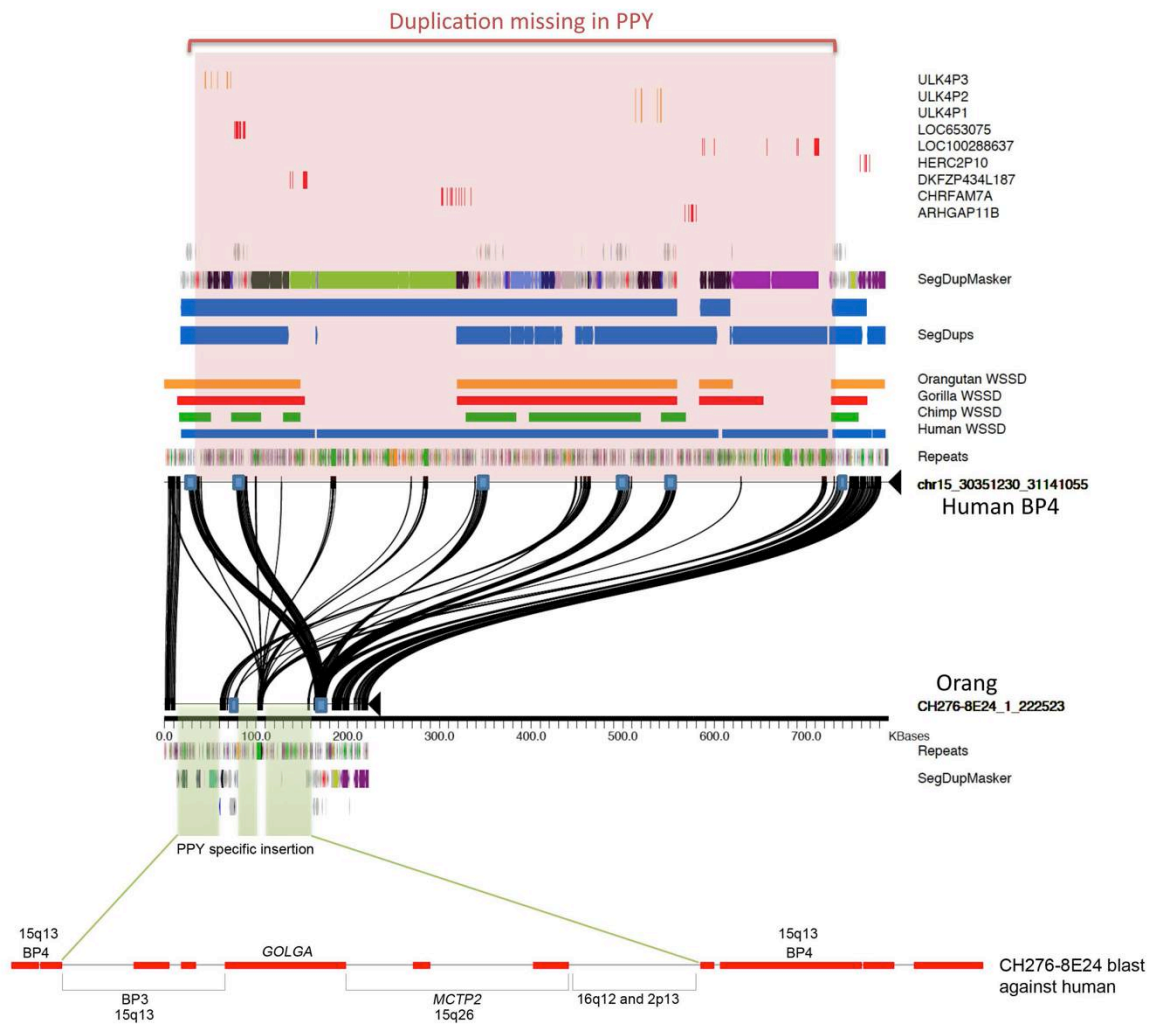 Duplication missing in PPY
ULK4P3
ULK4P2
ULK4P1
LOC653075
LOC100288637
HERC2P10
DKFZP434L187
CHRFAM7A
ARHGAP11B
SegDupMasker
SegDups
Orangutan WSSD
Gorilla WSSD
Chimp WSSD
Human WSSD
Repeats
chr15_30351230_31141055
Human BP4
Orang
CH276-8E24_1_222523
0.0 100.0 200.0 300.0 400.0 500.0 600.0 700.0 KBases
Repeats
SegDupMasker
PPY specific insertion
15q13
BP4
GOLGA
15q13
BP4
CH276-8E24 blast
against human
BP3
15q13
MCTP2
15q26
16q12 and 2p13